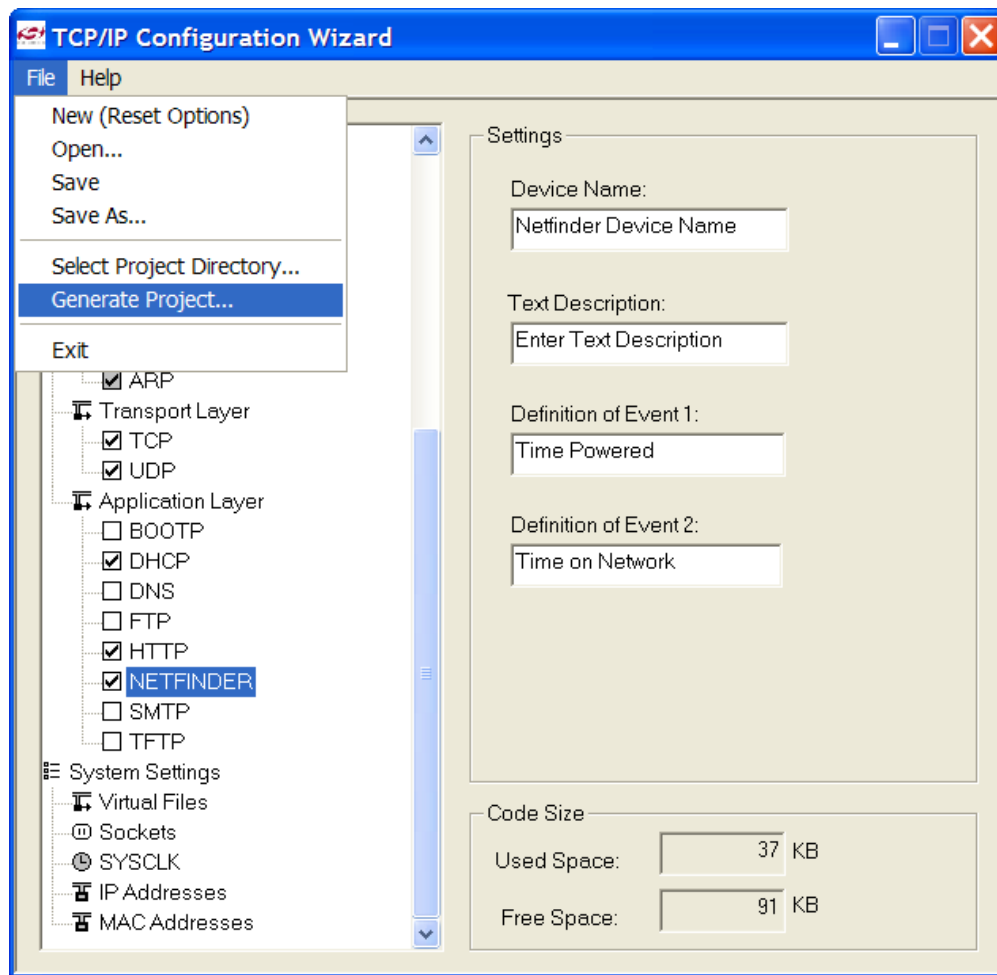 TCP/IP Configuration Wizard
File Help
New (Reset Options)
Open...
Save
Save As...
Select Project Directory...
Generate Project...
Exit
ARP
Transport Layer
TCP
UDP
Application Layer
BOOTP
DHCP
DNS
FTP
HTTP
NETFINDER
SMTP
TFTP
System Settings
Virtual Files
Sockets
SYSCLK
IP Addresses
MAC Addresses
Settings
Device Name:
Netfinder Device Name
Text Description:
Enter Text Description
Definition of Event 1:
Time Powered
Definition of Event 2:
Time on Network
Code Size
Used Space: 37 KB
Free Space: 91 KB